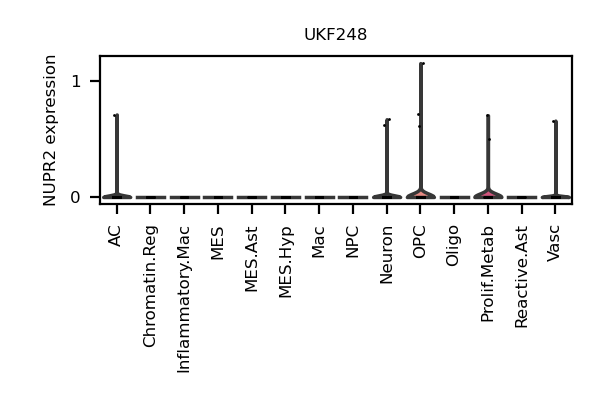 UKF248
NUPR2 expression
1
0
AC
Chromatin.Reg
Inflammatory.Mac
MES
MES.Ast
MES.Hyp
Mac
NPC
Neuron
OPC
Oligo
Prolif.Metab
Reactive.Ast
Vasc